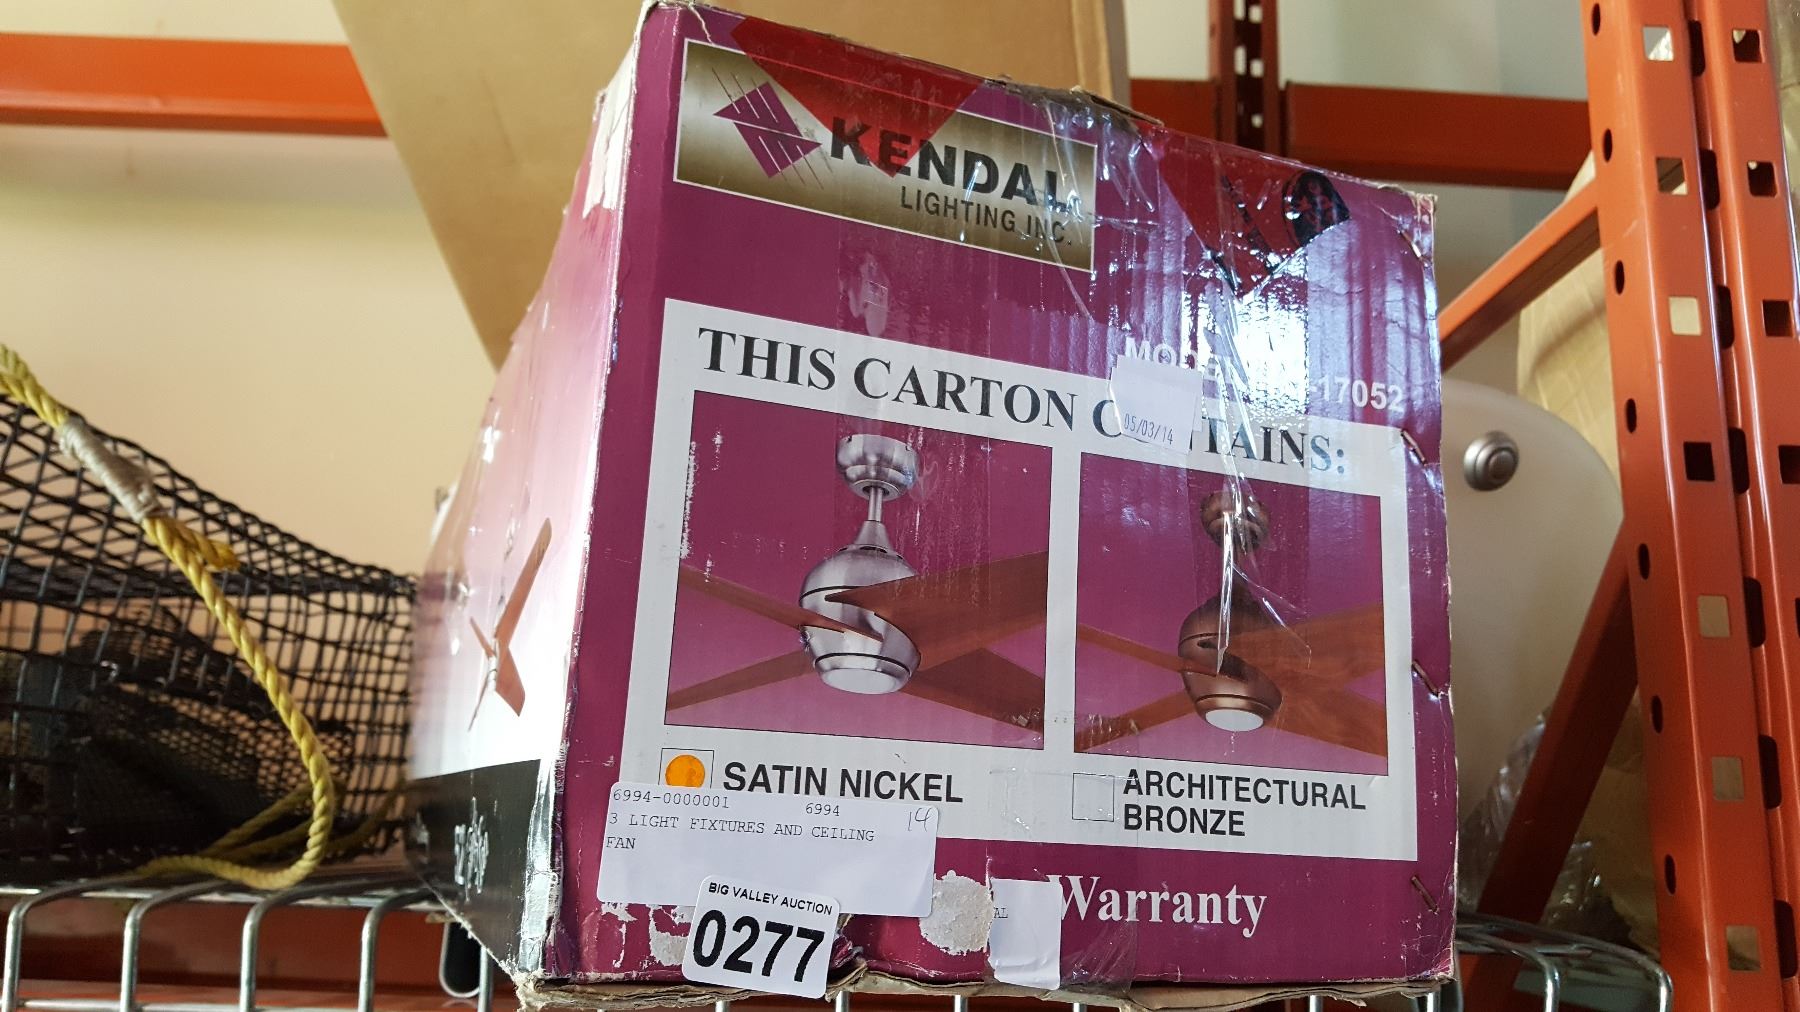 KENDAL
LIGHTING INC.
17052
THIS CARTON
05/03/14
SATIN NICKEL
ARCHITECTURAL
BRONZE
6994-0000001 6994 14
3 LIGHT FIXTURES AND CEILING
FAN
Warranty
BIG VALLEY AUCTION
0277